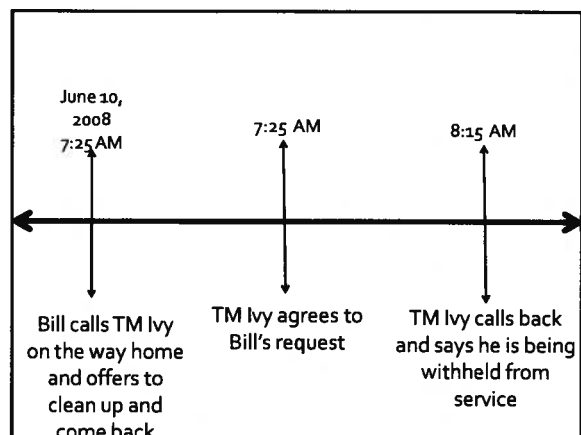 June 10,
2008
7:25 AM
7:25 AM
8:15 AM
Bill calls TM Ivy
on the way home
and offers to
clean up and
come back
TM Ivy agrees to
Bill's request
TM Ivy calls back
and says he is being
withheld from
service